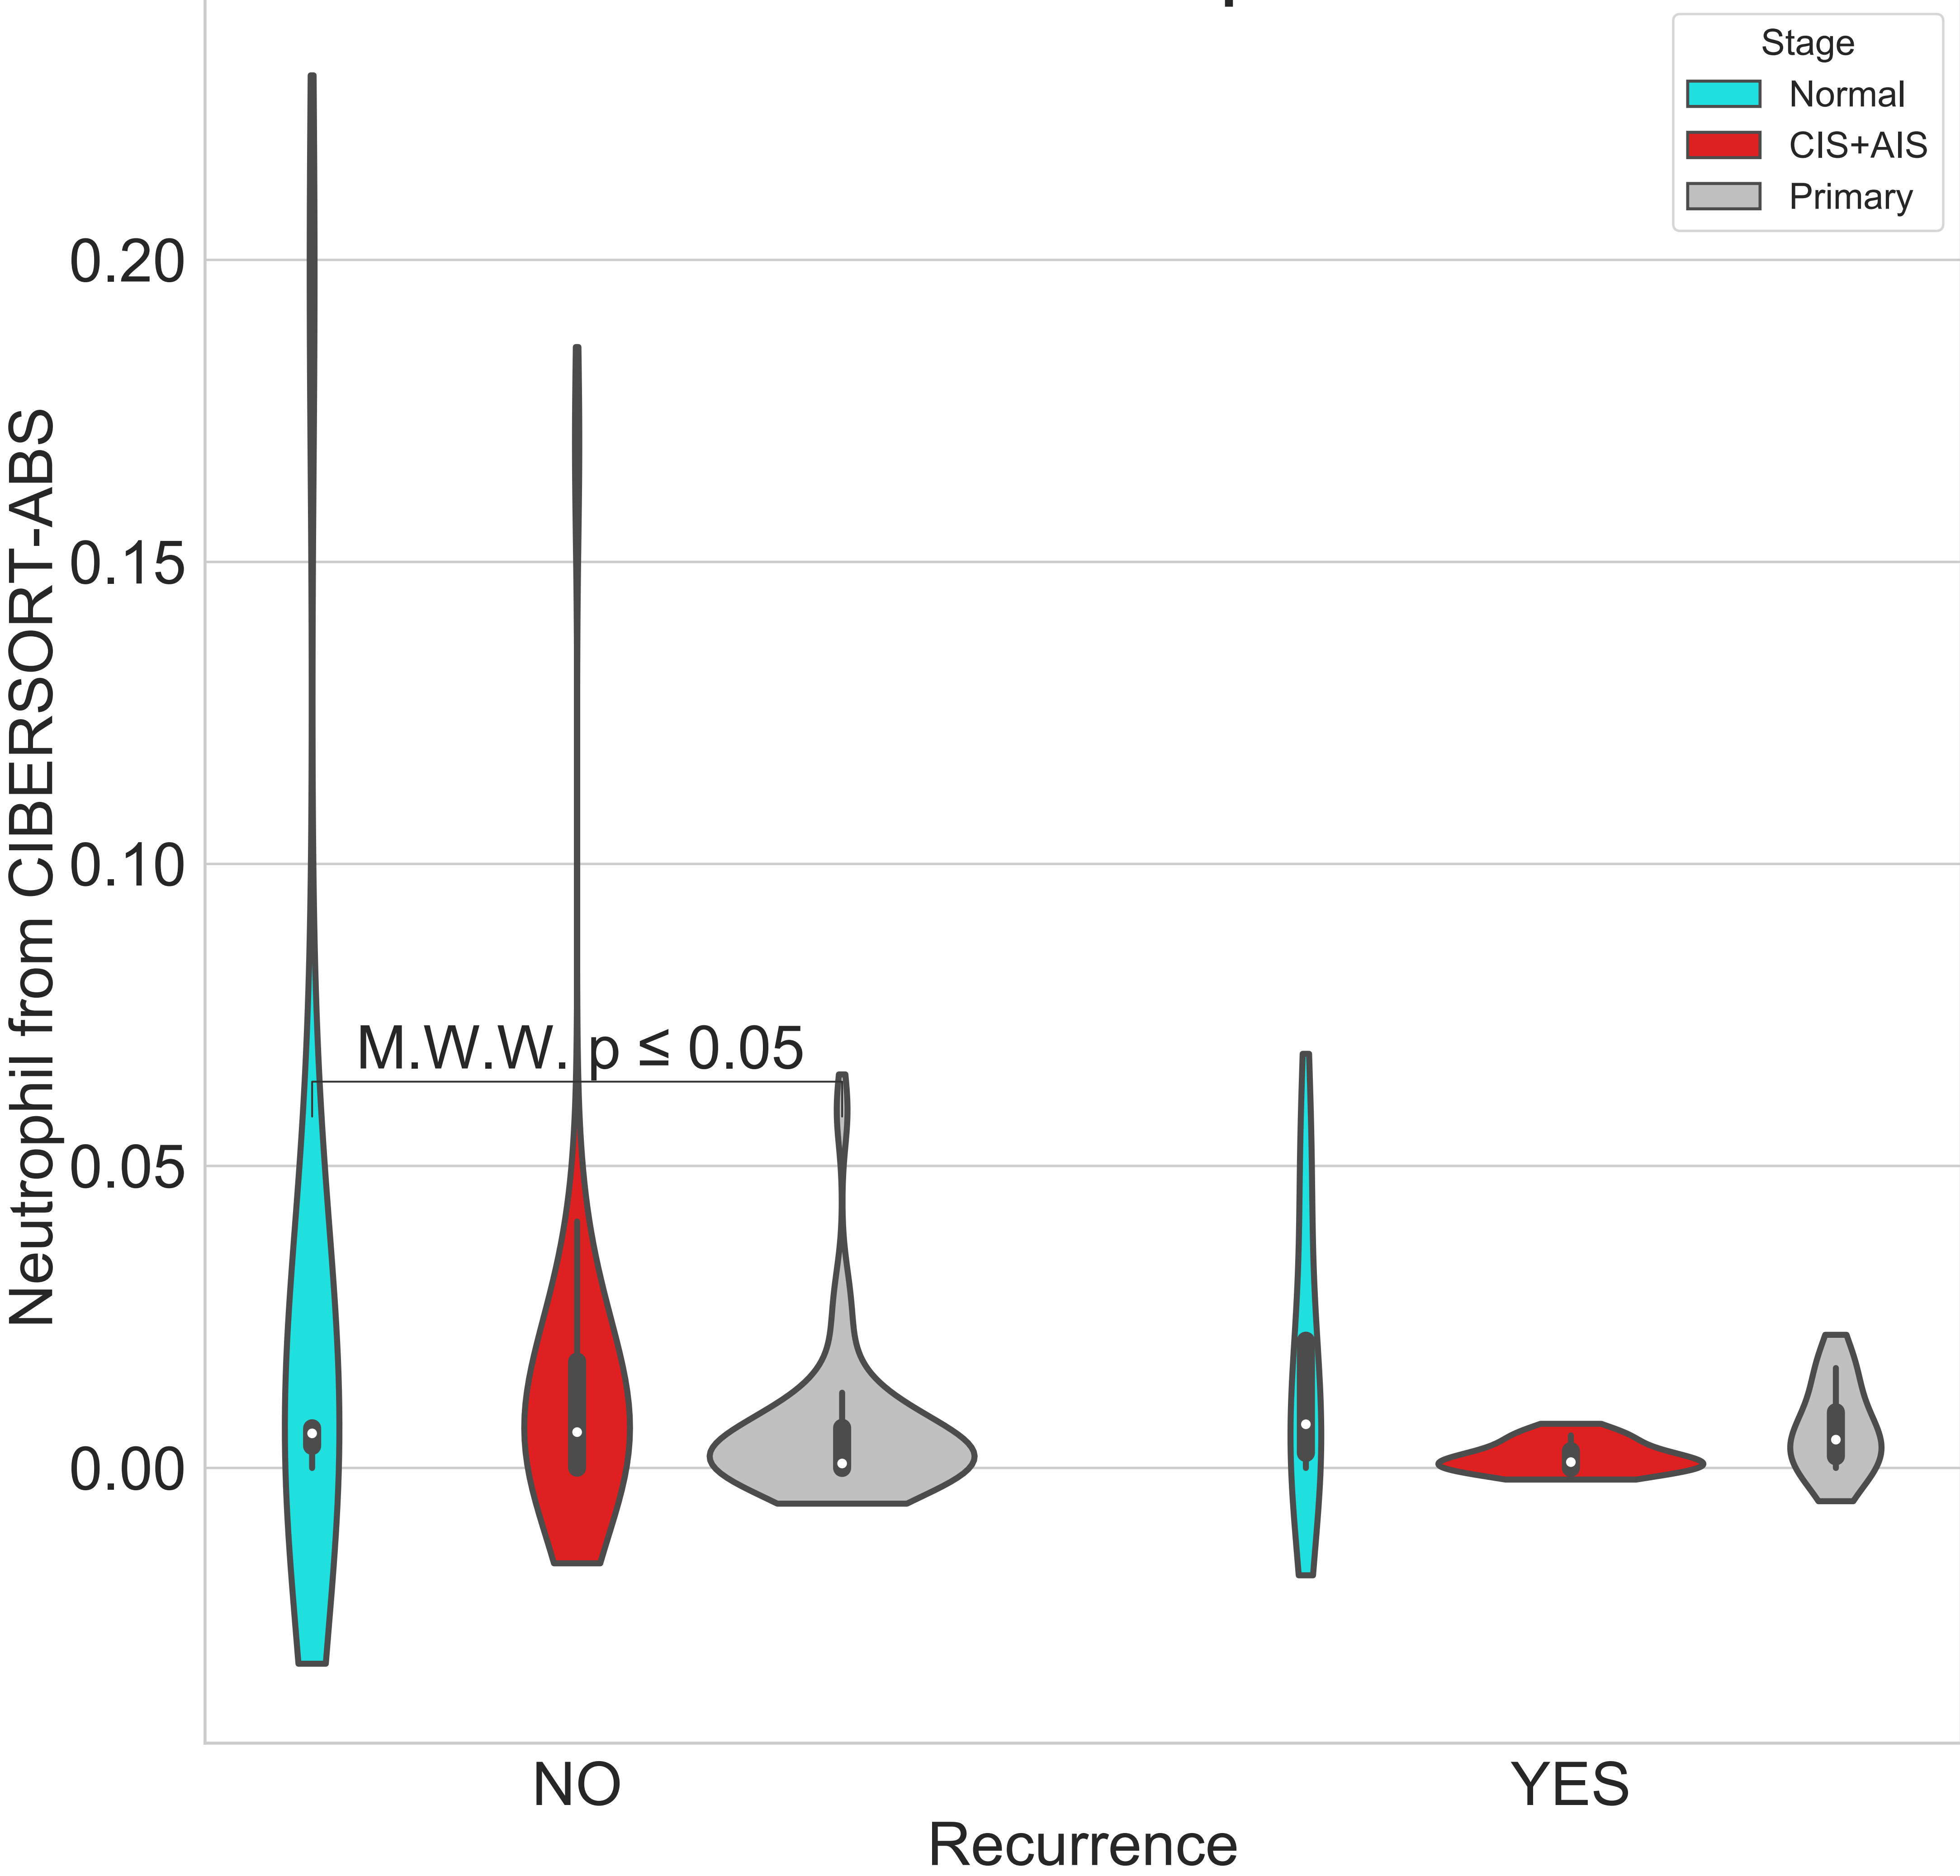 Stage
Normal
CIS+AIS
Primary
Neutrophil from CIBERSORT-ABS
0.20
0.15
0.10
0.05
0.00
M.W.W. p ≤ 0.05
NO
YES
Recurrence